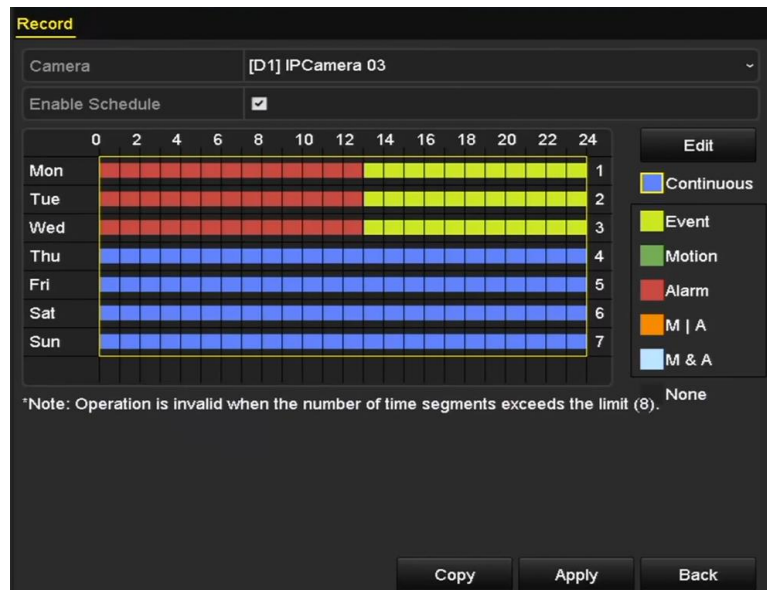 Record
Camera [D1] IPCamera 03
Enable Schedule
0 2 4 6 8 10 12 14 16 18 20 22 24
Edit
Mon 1
Continuous
Tue 2
Event
Wed 3
Thu 4
Motion
Fri 5
Alarm
Sat 6
M | A
Sun 7
M & A
None
*Note: Operation is invalid when the number of time segments exceeds the limit (8).
Copy Apply Back